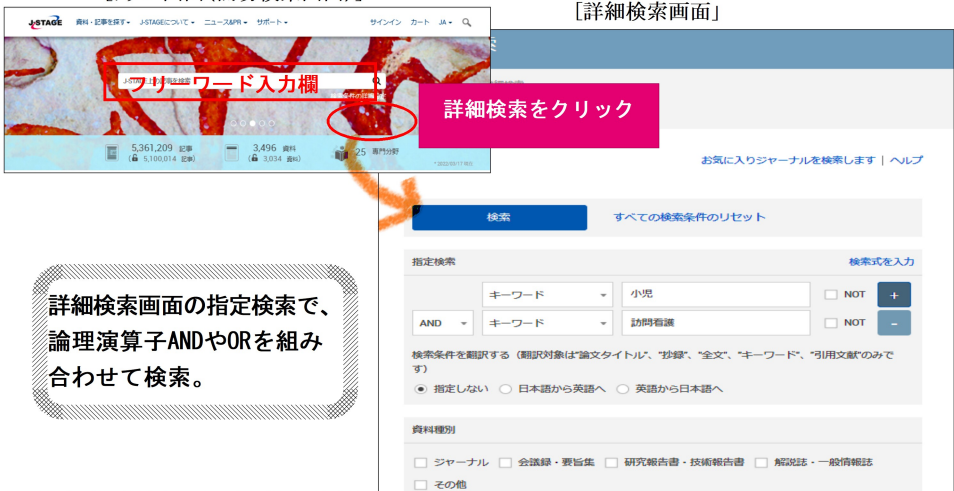 [詳細検索画面」
J-STAGE 資料・記事を探す J-STAGEについて ニュース&PR サポート サインイン カート JA
J-STAGE上の記事を検索
フリーワード入力欄
詳細検索をクリック
5,361,209 記事 3,496 資料 25 専門分野
( 5,100,014 記事) ( 3,034 資料)
お気に入りジャーナルを検索します | ヘルプ
検索 すべての検索条件のリセット
指定検索 検索式を入力
キーワード 小児 NOT +
AND キーワード 訪問看護 NOT -
検索条件を翻訳する(翻訳対象は"論文タイトル"、"抄録"、"全文"、"キーワード"、"引用文献"のみで
す)
指定しない 日本語から英語へ 英語から日本語へ
資料種別
ジャーナル 会議録・要旨集 研究報告書・技術報告書 解説誌・一般情報誌
その他
詳細検索画面の指定検索で、
論理演算子ANDやORを組み
合わせて検索。